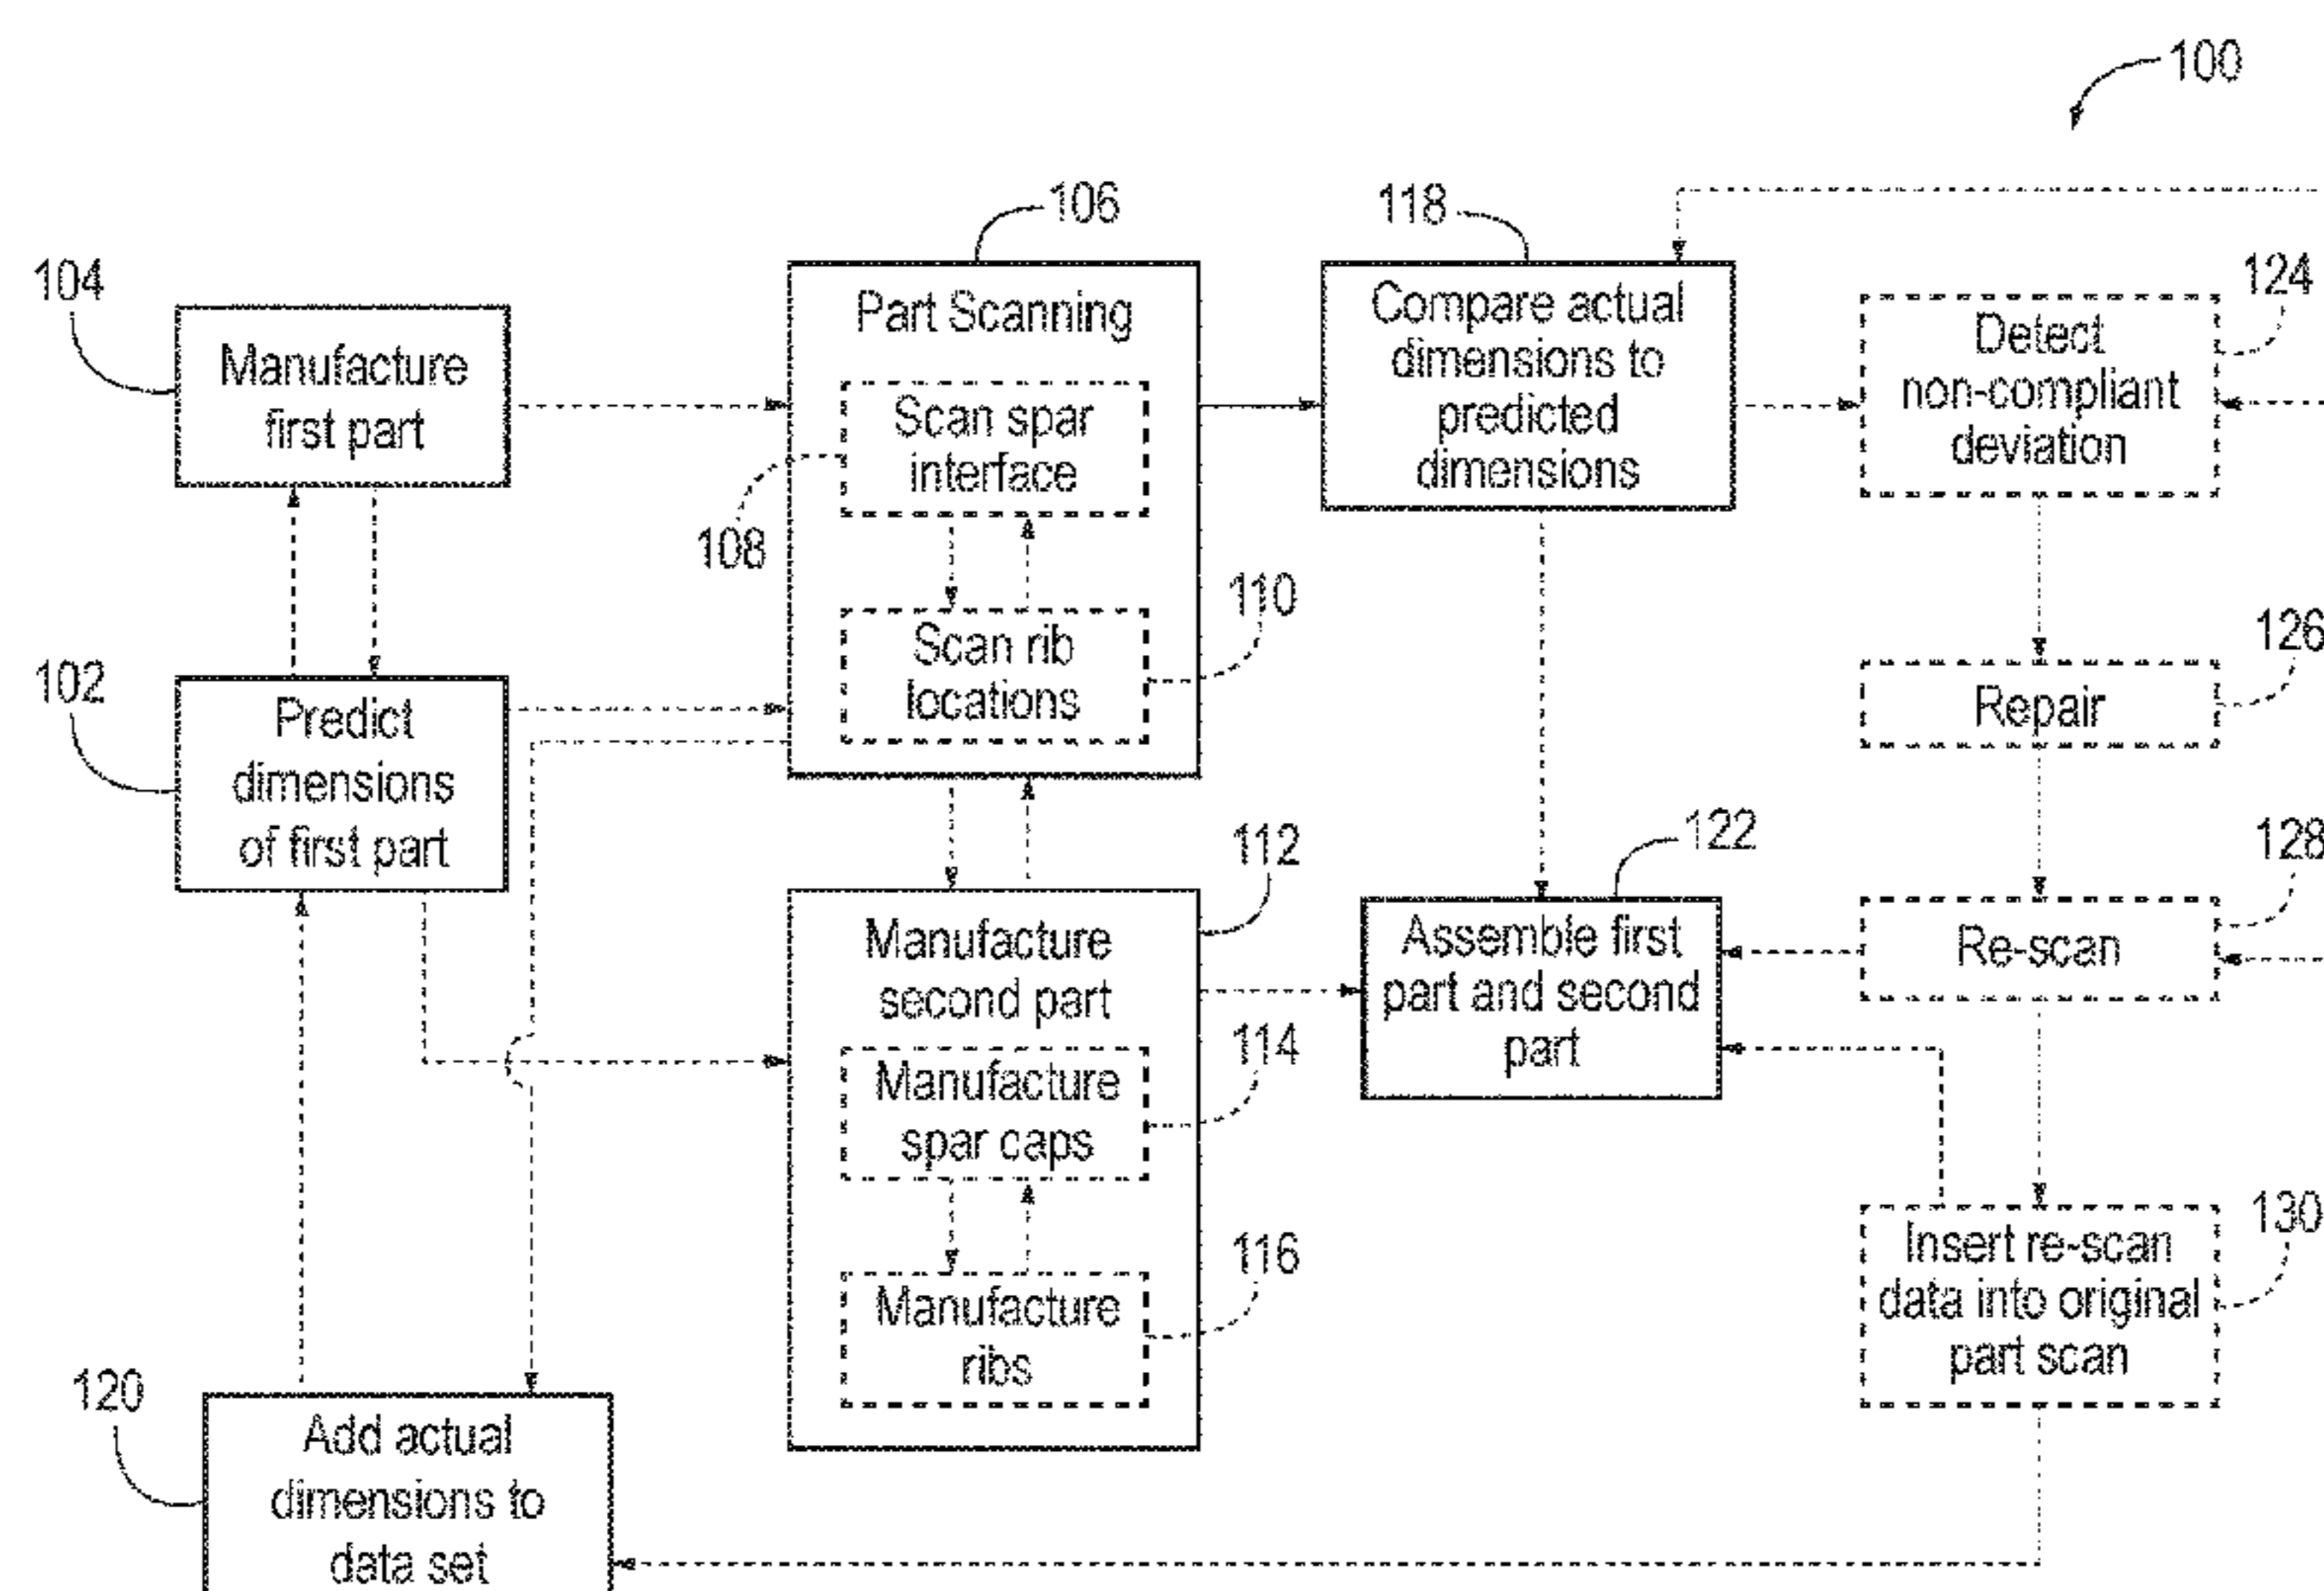 100
106
118
104
124
Part Scanning
Compare actual
dimensions to
predicted
dimensions
Manufacture
first part
Detect
non-compliant
deviation
Scan spar
interface
108
110
126
Scan rib
locations
102
Predict
dimensions
of first part
Repair
112
122
128
Manufacture
second part
Assemble first
part and second
part
Re-scan
114
Manufacture
spar caps
116
Manufacture
ribs
130
Insert re-scan
data into original
part scan
120
Add actual
dimensions to
data set